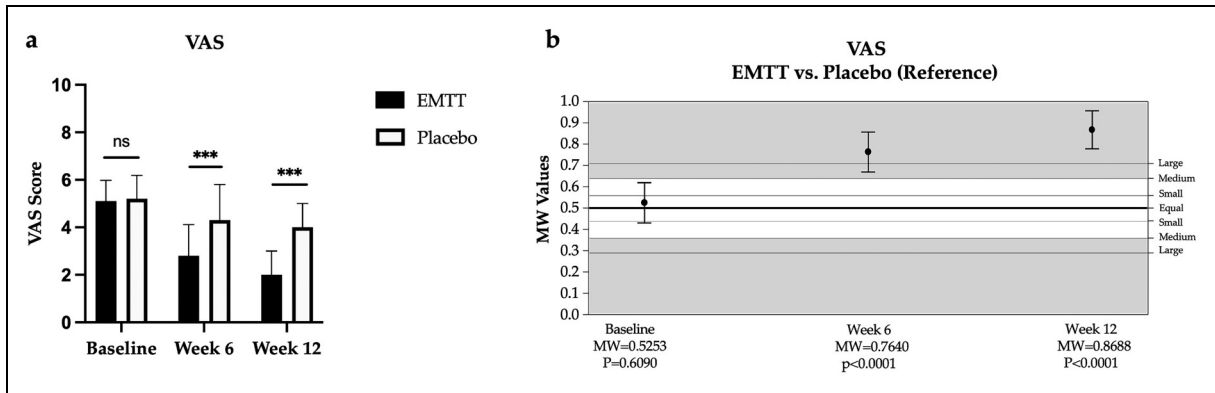 a
VAS
10
8
6
4
2
0
VAS Score
ns
***
***
Baseline
Week 6
Week 12
EMTT
Placebo
b
VAS
EMTT vs. Placebo (Reference)
1.0
0.9
0.8
0.7
0.6
0.5
0.4
0.3
0.2
0.1
0.0
MW Values
Large
Medium
Small
Equal
Small
Medium
Large
Baseline
MW=0.5253
P=0.6090
Week 6
MW=0.7640
p<0.0001
Week 12
MW=0.8688
P<0.0001